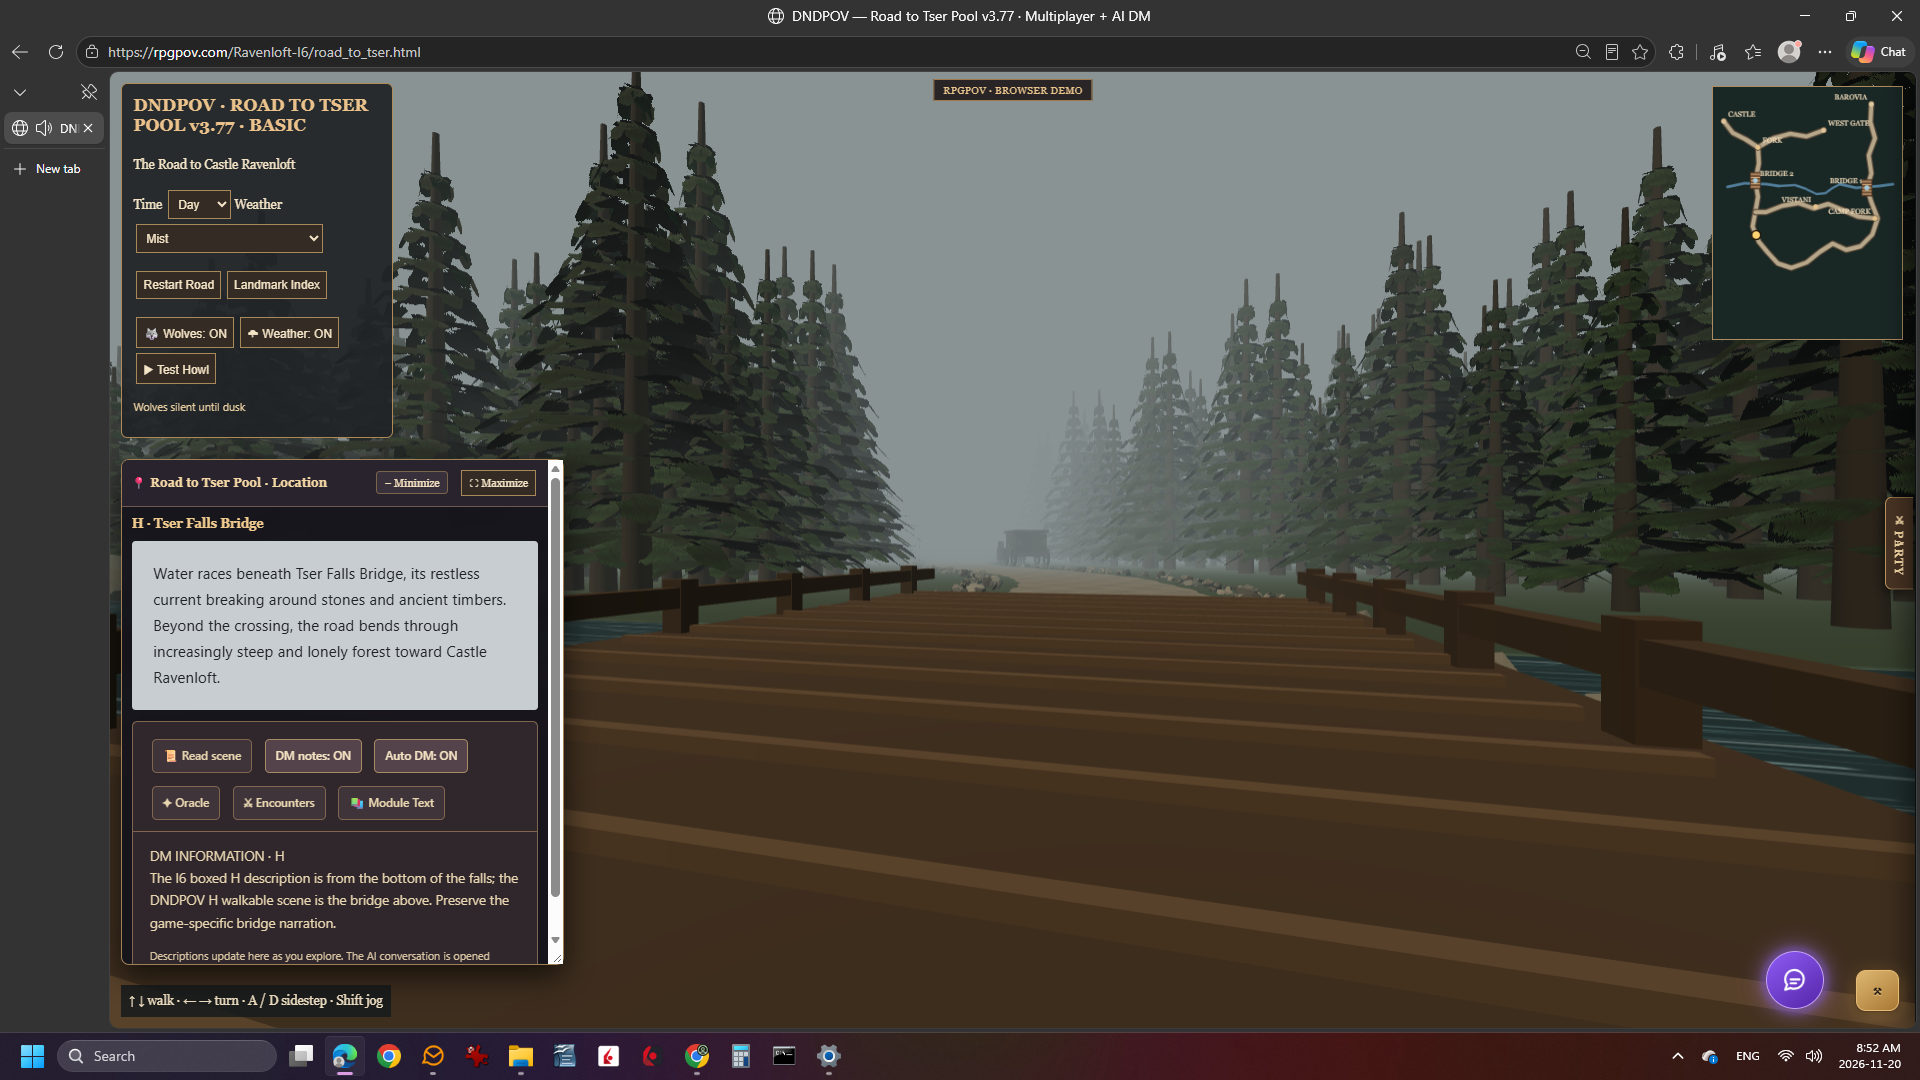 DNDPOV — Road to Tser Pool v3.77 · Multiplayer + AI DM
https://rpgpov.com/Ravenloft-I6/road_to_tser.html
Chat
DN
New tab
DNDPOV · ROAD TO TSER
POOL v3.77 · BASIC
The Road to Castle Ravenloft
Time Day Weather
Mist
Restart Road Landmark Index
Wolves: ON Weather: ON
▶ Test Howl
Wolves silent until dusk
RPGPOV · BROWSER DEMO
BAROVIA
CASTLE
WEST GATE
FORK
BRIDGE 2
BRIDGE 1
VISTANI
CAMP FORK
PARTY
Road to Tser Pool · Location – Minimize Maximize
H · Tser Falls Bridge
Water races beneath Tser Falls Bridge, its restless
current breaking around stones and ancient timbers.
Beyond the crossing, the road bends through
increasingly steep and lonely forest toward Castle
Ravenloft.
Read scene DM notes: ON Auto DM: ON
✦ Oracle Encounters Module Text
DM INFORMATION · H
The I6 boxed H description is from the bottom of the falls; the
DNDPOV H walkable scene is the bridge above. Preserve the
game-specific bridge narration.
Descriptions update here as you explore. The AI conversation is opened
↑↓ walk · ←→ turn · A / D sidestep · Shift jog
Search
ENG
8:52 AM
2026-11-20